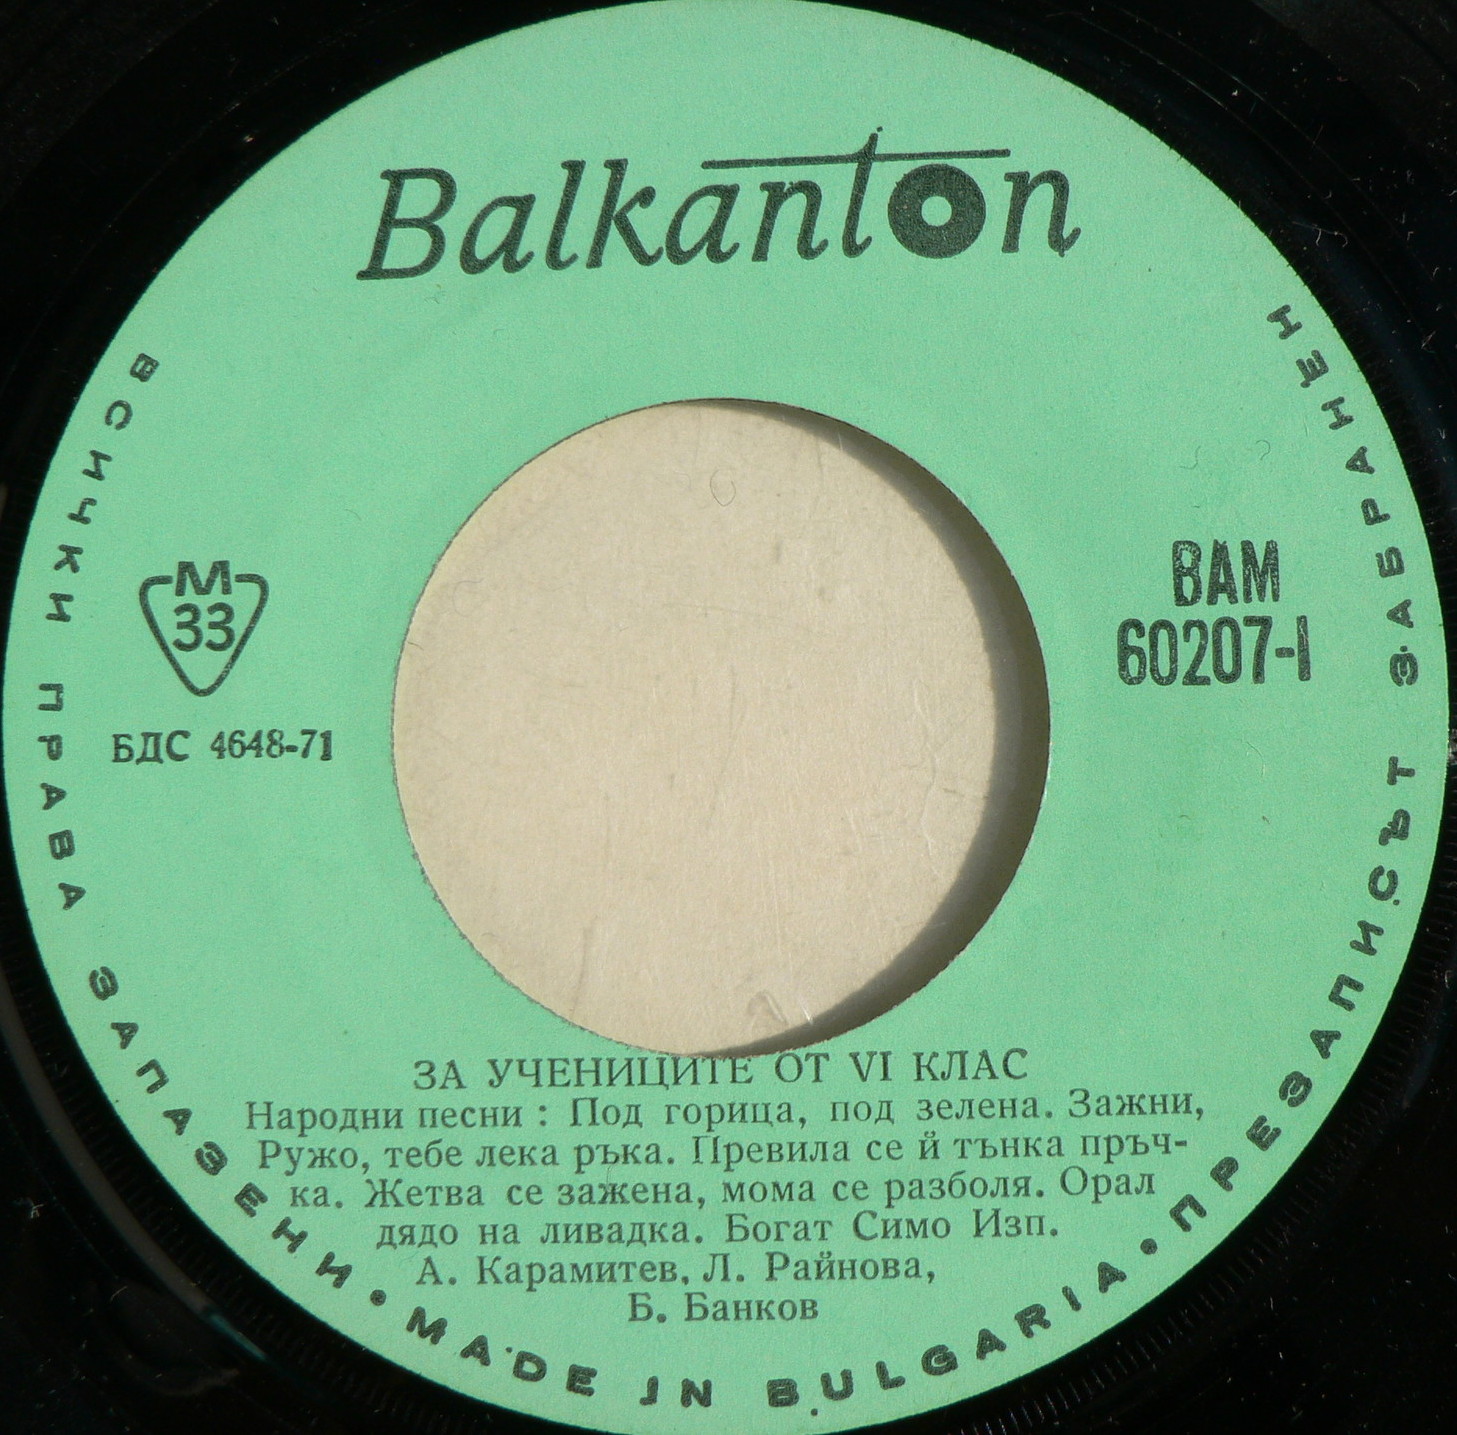 Balkanton
ВСИЧКИ ПРАВА ЗАПАЗЕНИ • MADE IN BULGARIA • ПРЕЗАПИСЪТ ЗАБРАНЕН
М
33
БДС 4648-71
ВАМ
60207-I
ЗА УЧЕНИЦИТЕ ОТ VI КЛАС
Народни песни : Под горица, под зелена. Зажни,
Ружо, тебе лека ръка. Превила се й тънка пръч-
ка. Жетва се зажена, мома се разболя. Орал
дядо на ливадка. Богат Симо Изп.
А. Карамитев, Л. Райнова,
Б. Банков